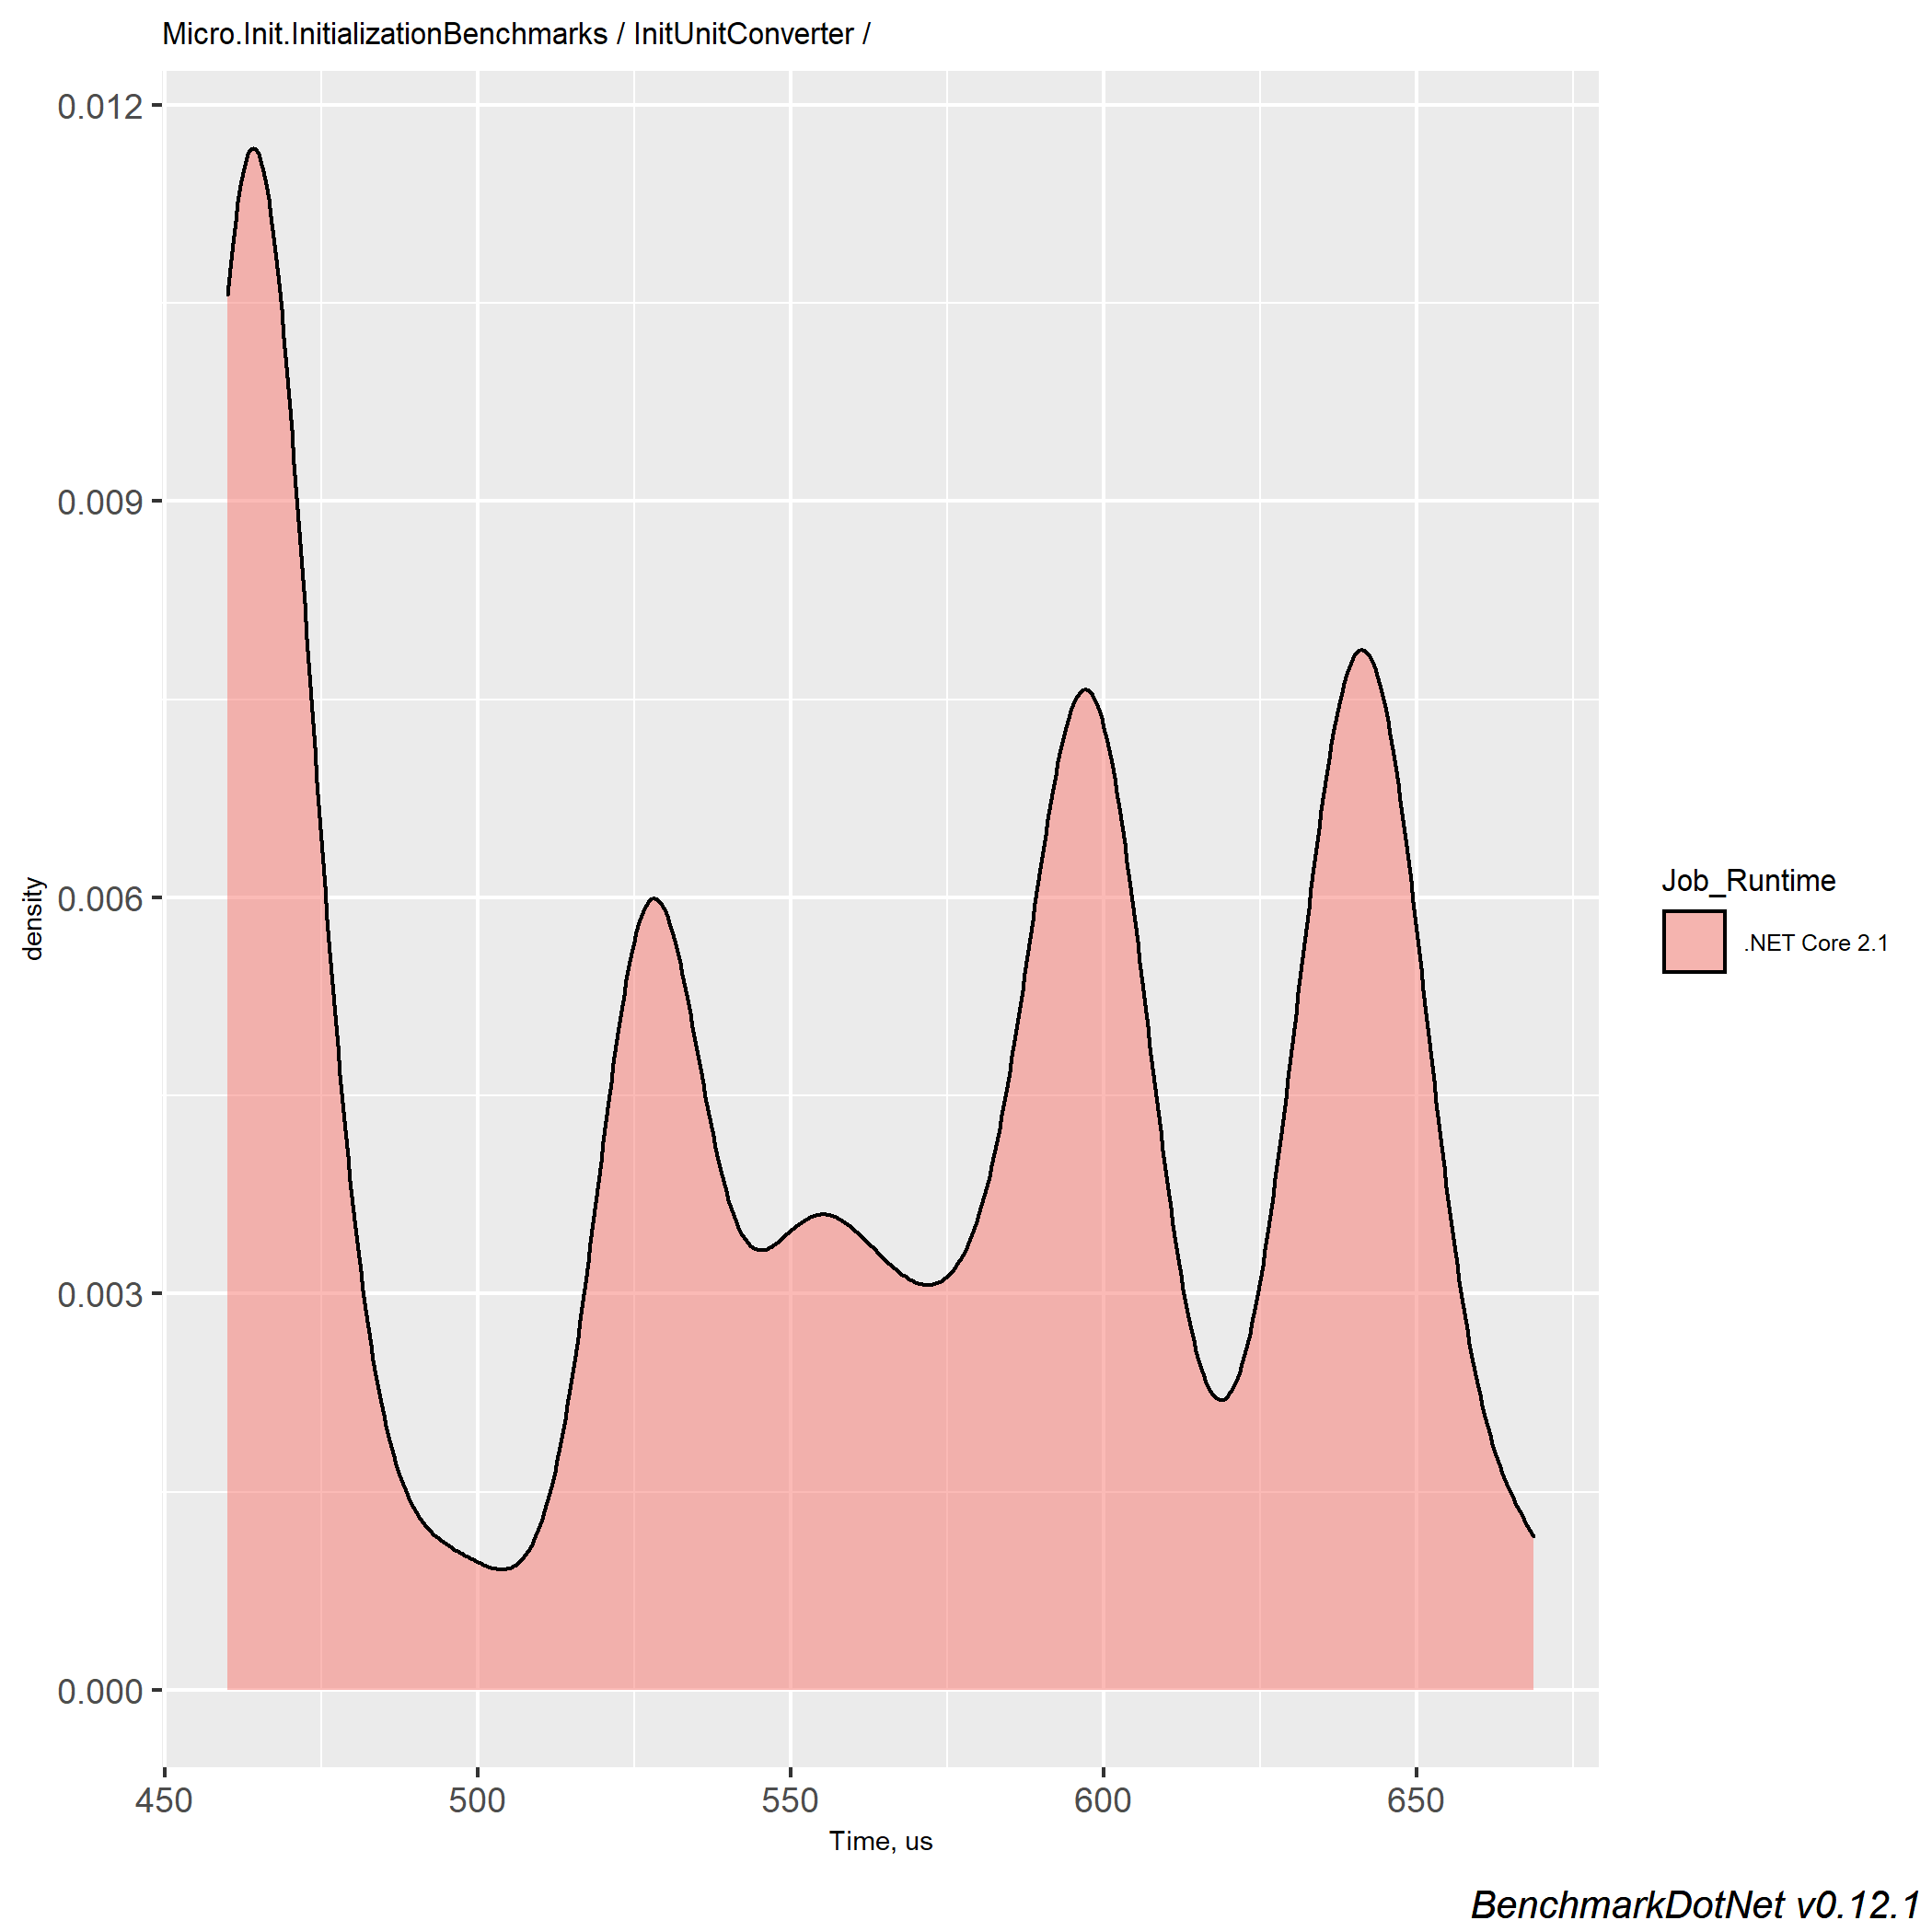 Micro.Init.InitializationBenchmarks / InitUnitConverter /
0.012
0.009
0.006
0.003
0.000
density
450 500 550 600 650
Time, us
Job_Runtime
.NET Core 2.1
BenchmarkDotNet v0.12.1